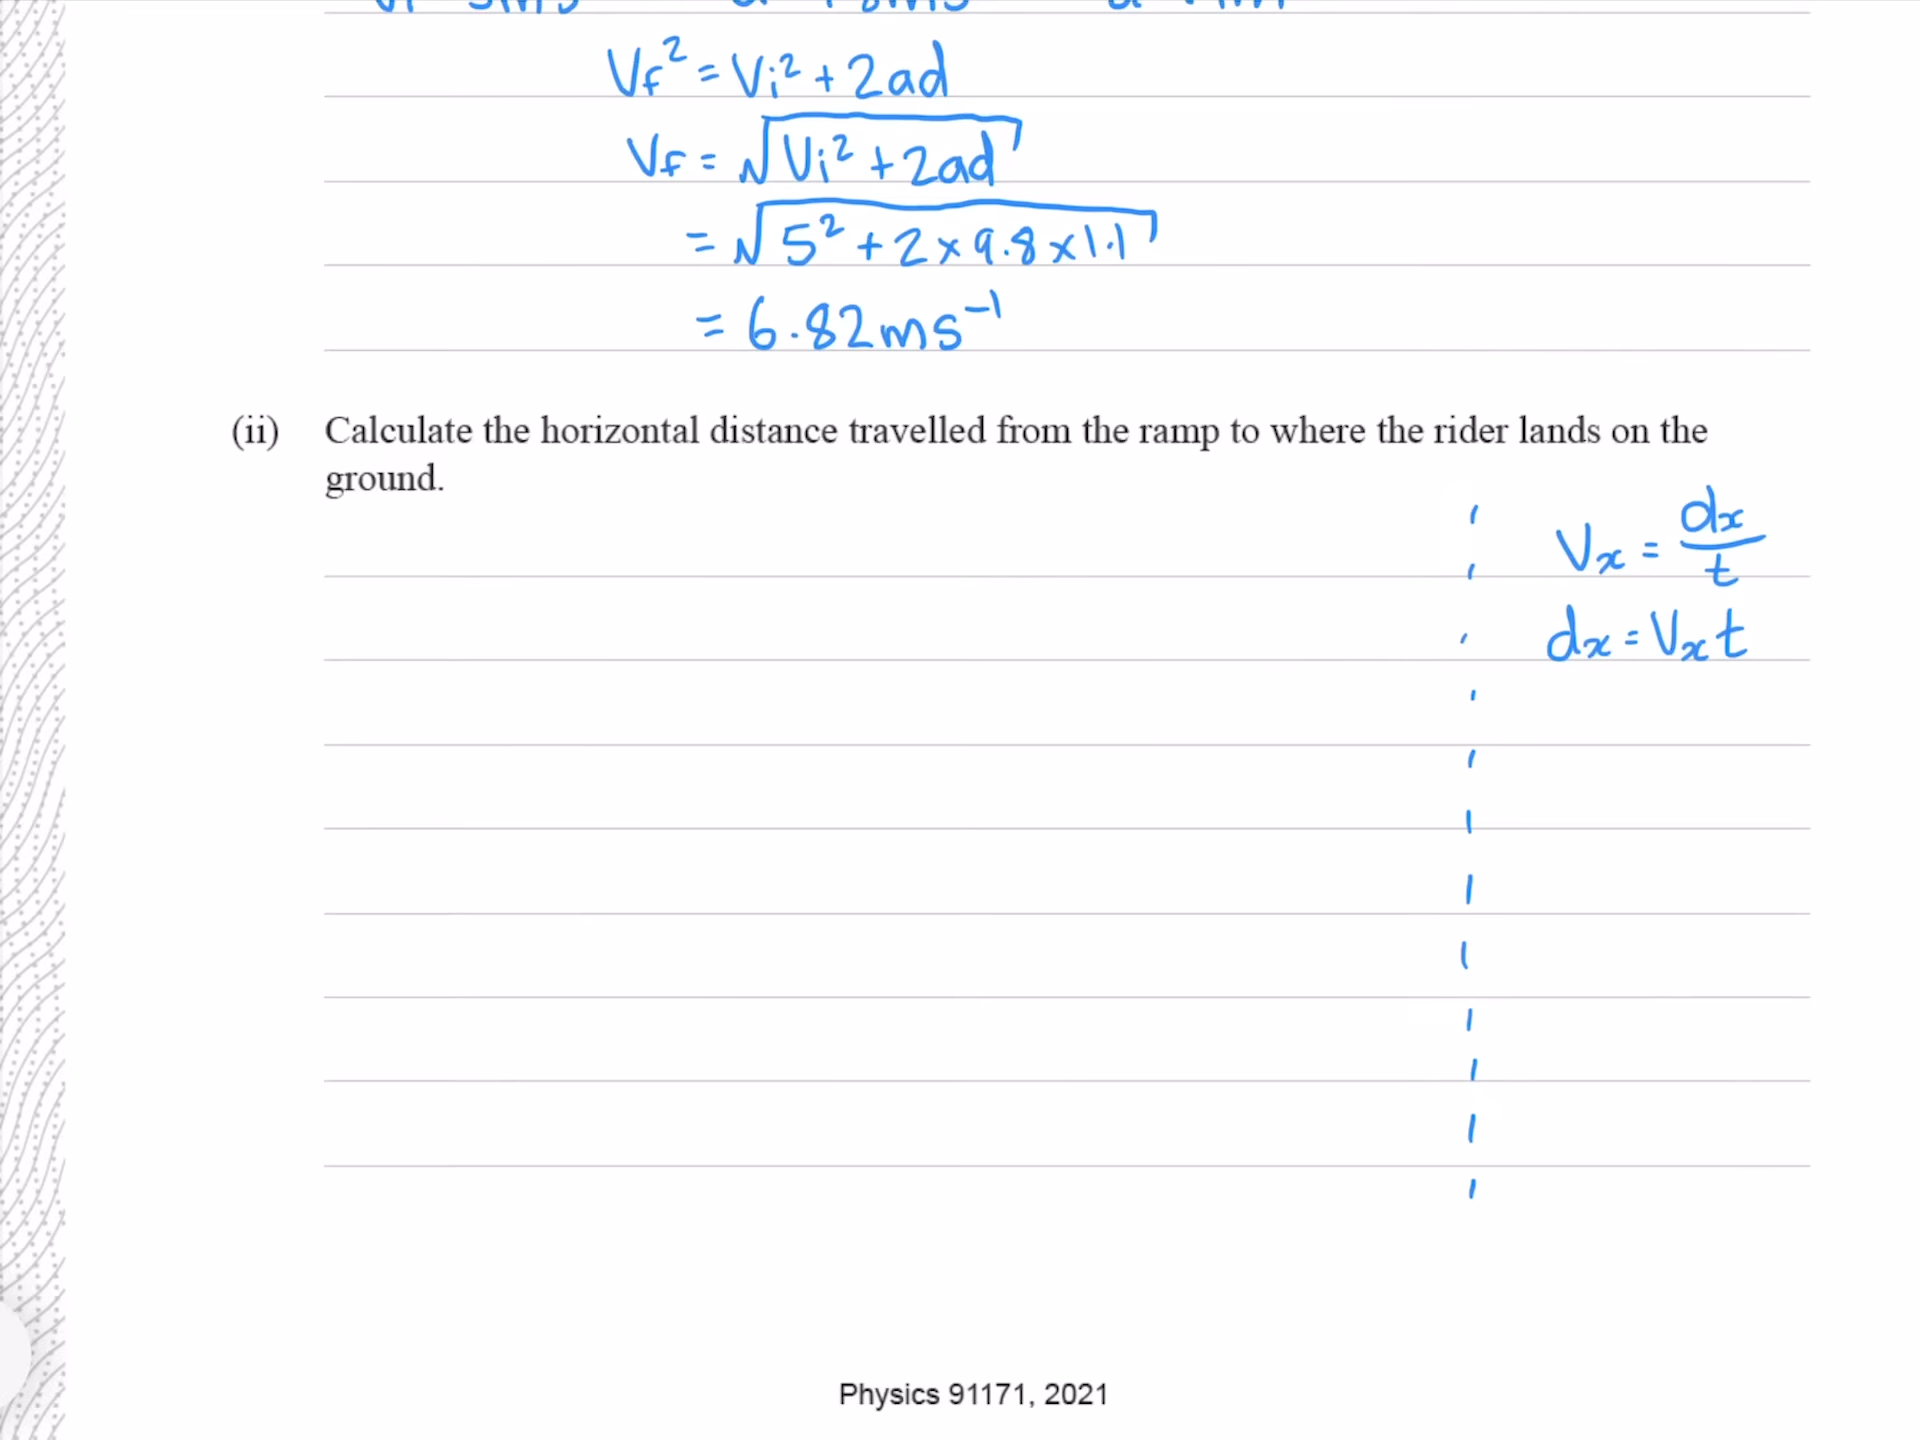 Vf² = Vi² + 2ad
Vf = √Vi² + 2ad
= √5² + 2 × 9.8 × 1.1
= 6.82ms⁻¹
(ii) Calculate the horizontal distance travelled from the ramp to where the rider lands on the
ground.
Vx = dx/t
dx = Vx t
Physics 91171, 2021